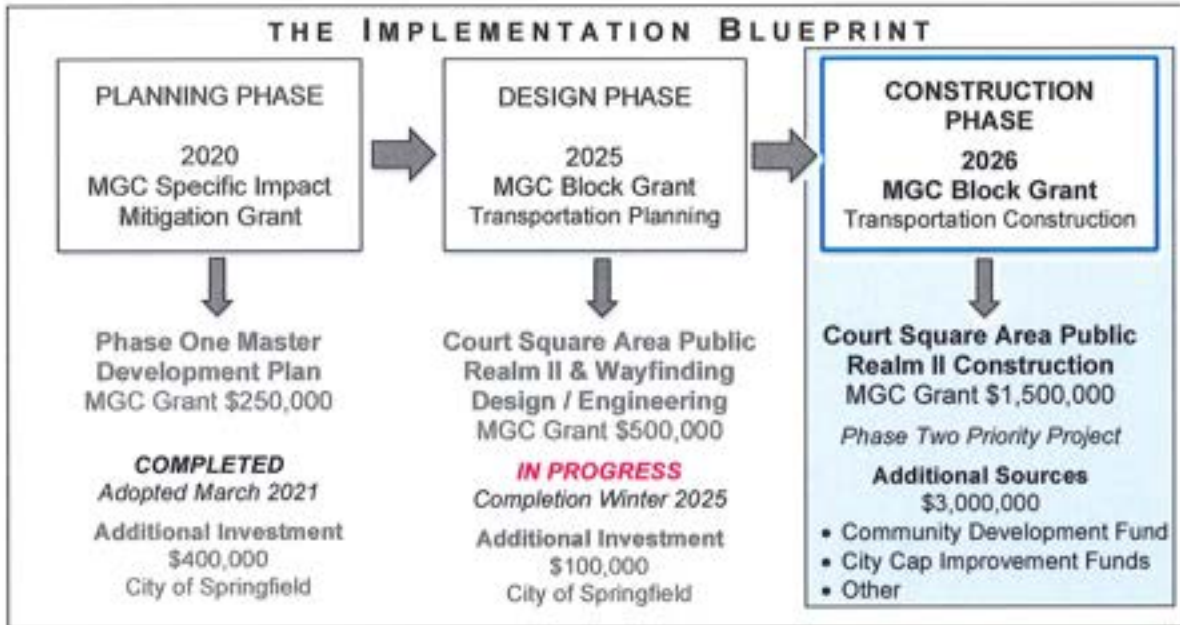 THE IMPLEMENTATION BLUEPRINT
PLANNING PHASE
2020
MGC Specific Impact
Mitigation Grant
Phase One Master
Development Plan
MGC Grant $250,000
COMPLETED
Adopted March 2021
Additional Investment
$400,000
City of Springfield
DESIGN PHASE
2025
MGC Block Grant
Transportation Planning
Court Square Area Public
Realm II & Wayfinding
Design / Engineering
MGC Grant $500,000
IN PROGRESS
Completion Winter 2025
Additional Investment
$100,000
City of Springfield
CONSTRUCTION
PHASE
2026
MGC Block Grant
Transportation Construction
Court Square Area Public
Realm II Construction
MGC Grant $1,500,000
Phase Two Priority Project
Additional Sources
$3,000,000
• Community Development Fund
• City Cap Improvement Funds
• Other